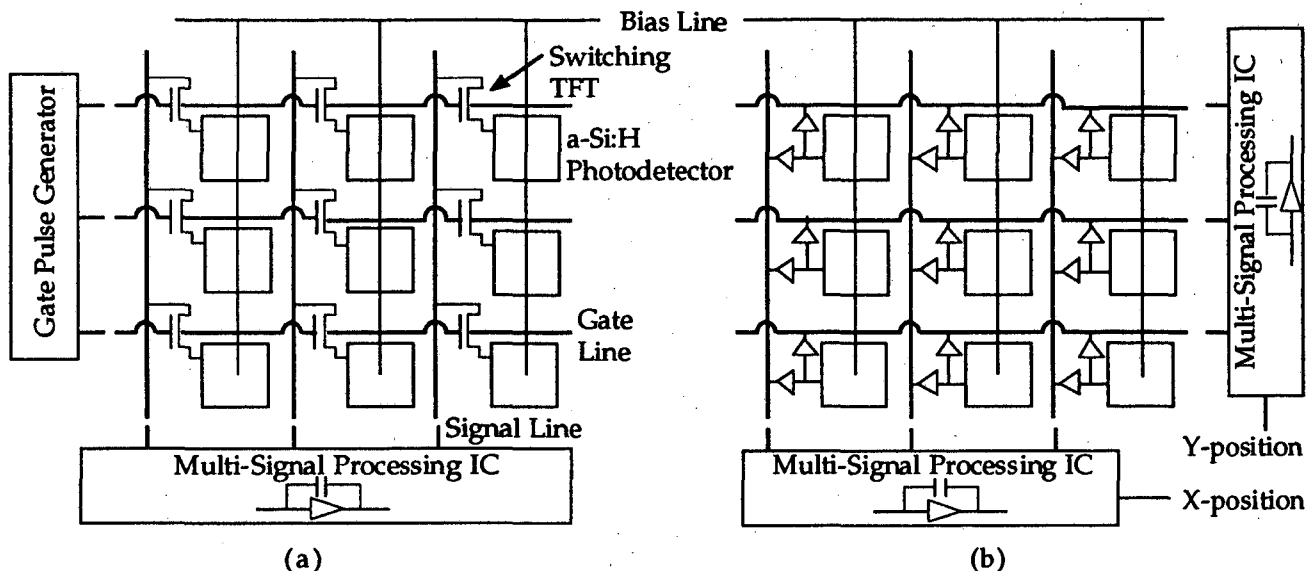 Bias Line
Switching
TFT
a-Si:H
Photodetector
Gate Pulse Generator
Gate
Line
Signal Line
Multi-Signal Processing IC
(a)
Multi-Signal Processing IC
Y-position
Multi-Signal Processing IC
X-position
(b)